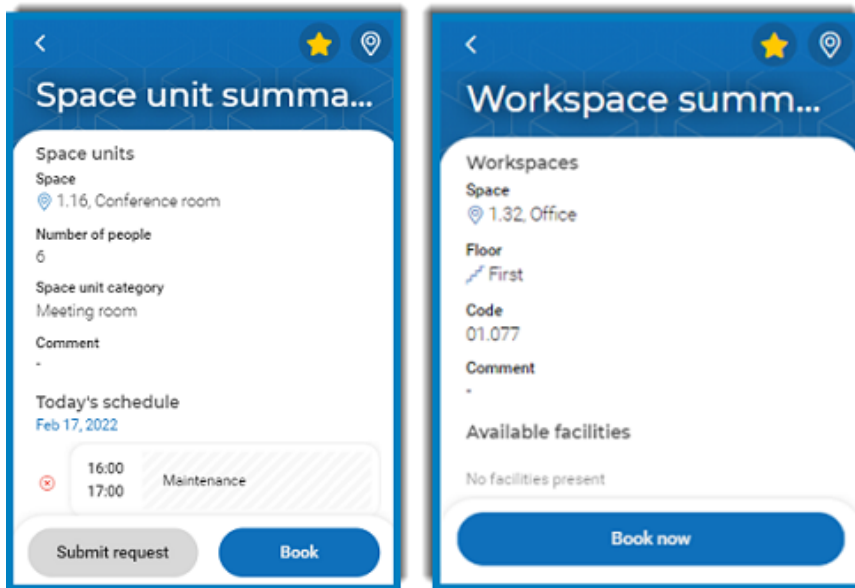 Space unit summa...
Space units
Space
1.16, Conference room
Number of people
6
Space unit category
Meeting room
Comment
-
Today's schedule
Feb 17, 2022
16:00
17:00
Maintenance
Submit request
Book
Workspace summ...
Workspaces
Space
1.32, Office
Floor
First
Code
01.077
Comment
-
Available facilities
No facilities present
Book now